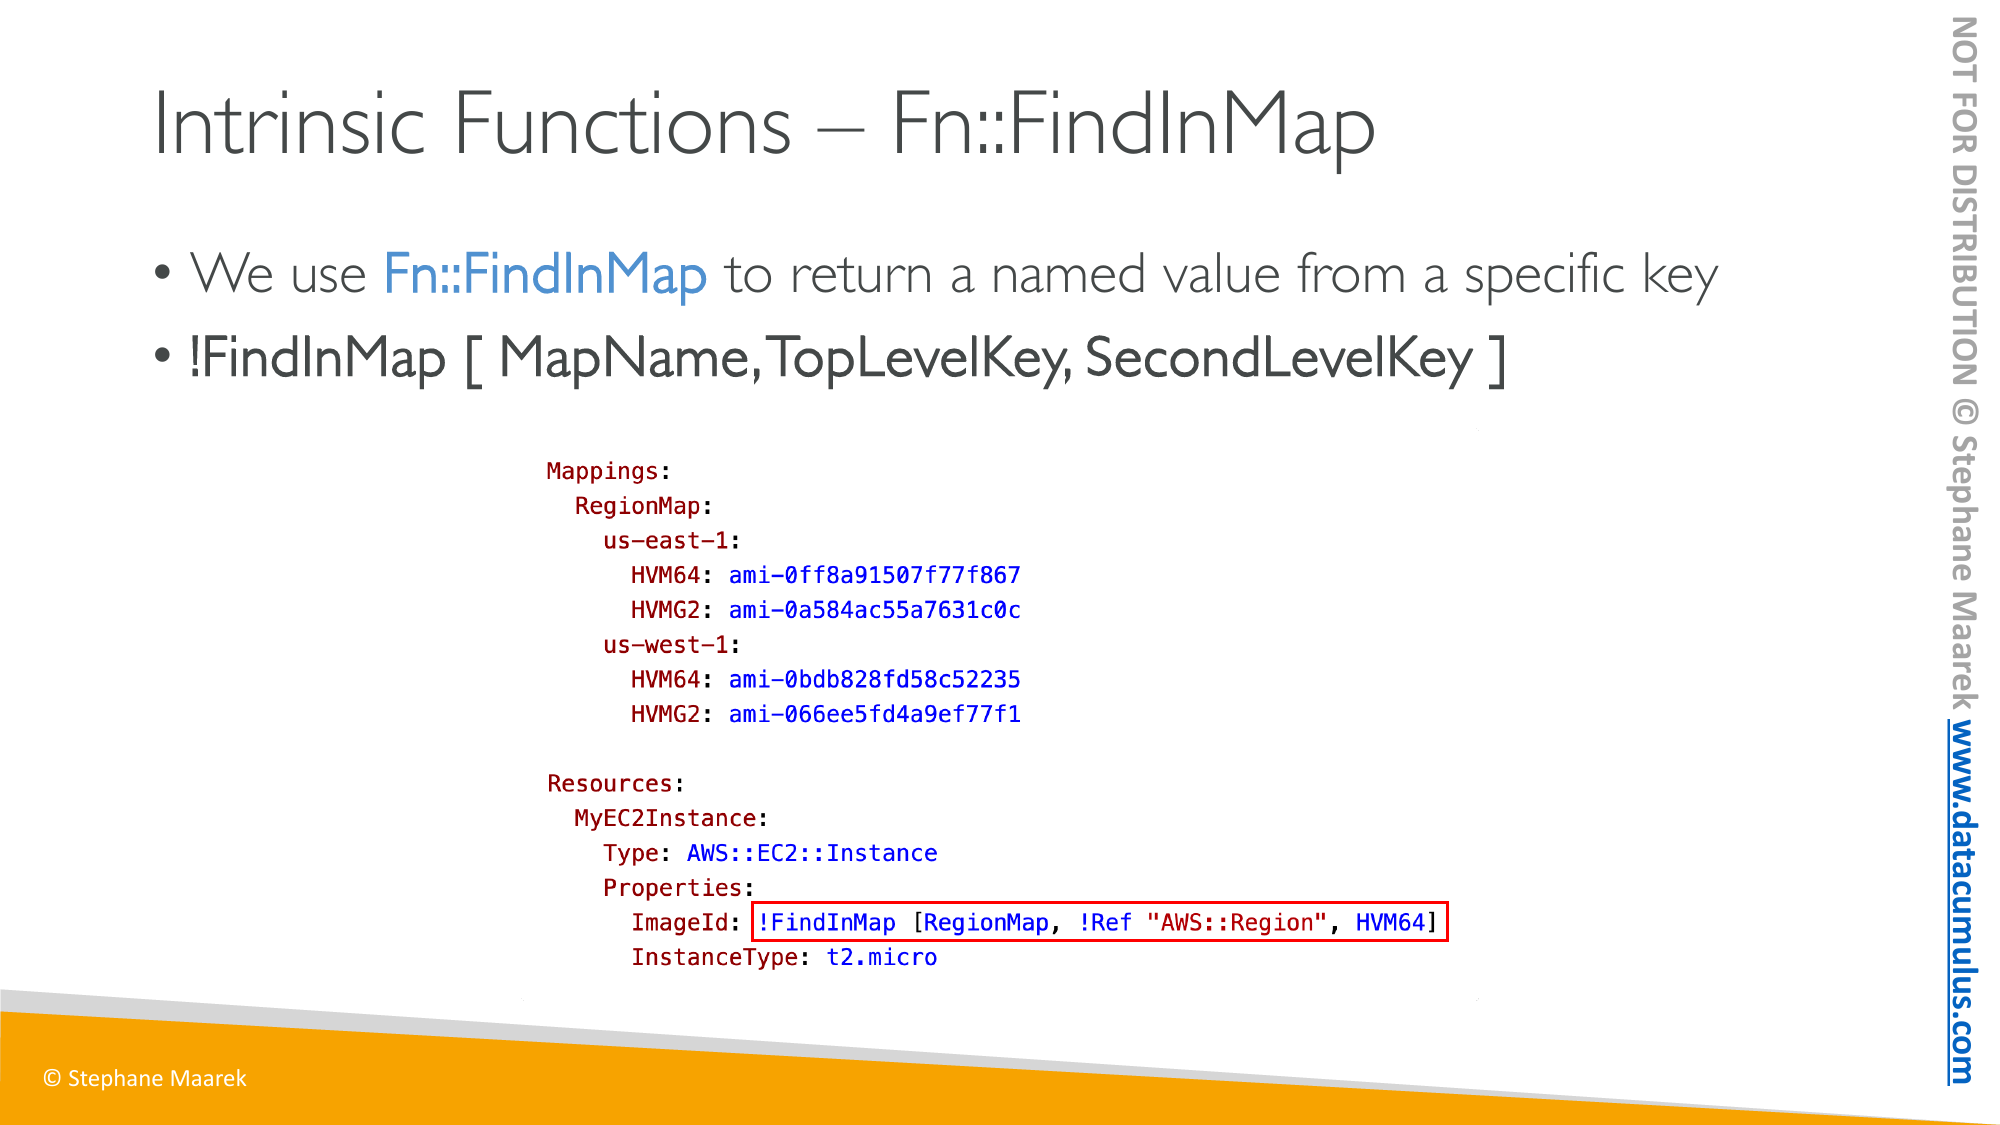 Intrinsic Functions – Fn::FindInMap
• We use Fn::FindInMap to return a named value from a specific key
• !FindInMap [ MapName, TopLevelKey, SecondLevelKey ]
Mappings:
  RegionMap:
    us-east-1:
      HVM64: ami-0ff8a91507f77f867
      HVMG2: ami-0a584ac55a7631c0c
    us-west-1:
      HVM64: ami-0bdb828fd58c52235
      HVMG2: ami-066ee5fd4a9ef77f1
Resources:
  MyEC2Instance:
    Type: AWS::EC2::Instance
    Properties:
      ImageId: !FindInMap [RegionMap, !Ref "AWS::Region", HVM64]
      InstanceType: t2.micro
© Stephane Maarek
NOT FOR DISTRIBUTION © Stephane Maarek www.datacumulus.com